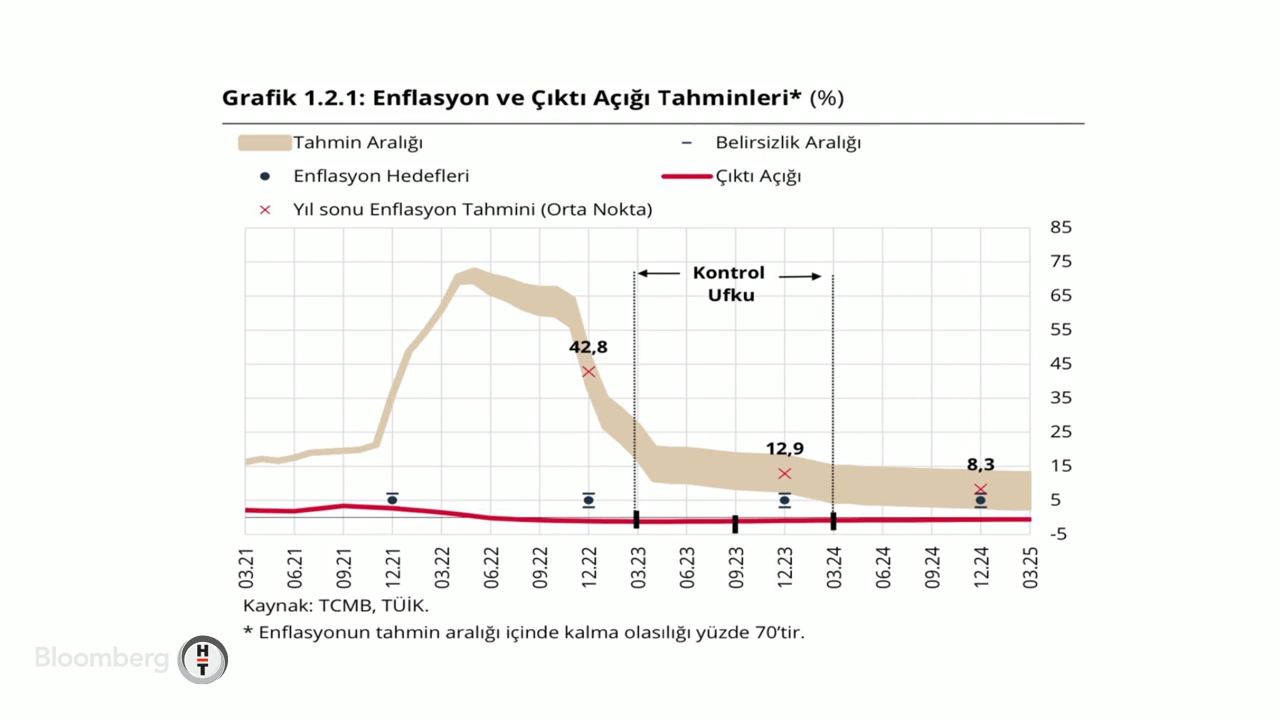 Grafik 1.2.1: Enflasyon ve Çıktı Açığı Tahminleri* (%)
Tahmin Aralığı
Belirsizlik Aralığı
Enflasyon Hedefleri
Çıktı Açığı
Yıl sonu Enflasyon Tahmini (Orta Nokta)
85
75
65
55
45
35
25
15
5
-5
Kontrol
Ufku
42,8
12,9
8,3
03.21
06.21
09.21
12.21
03.22
06.22
09.22
12.22
03.23
06.23
09.23
12.23
03.24
06.24
09.24
12.24
03.25
Kaynak: TCMB, TÜİK.
* Enflasyonun tahmin aralığı içinde kalma olasılığı yüzde 70’tir.
Bloomberg HT